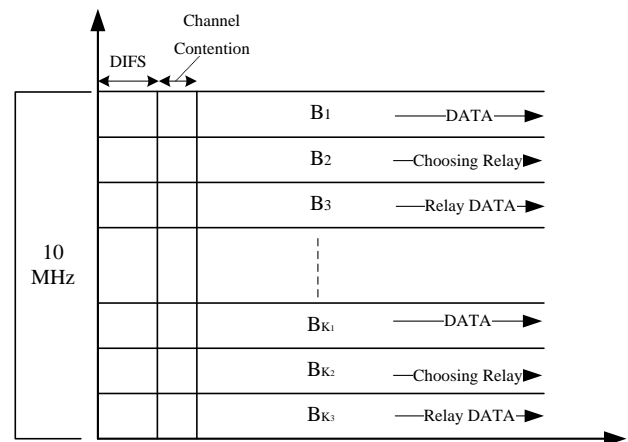 Channel
Contention
DIFS
B1 DATA
B2 Choosing Relay
B3 Relay DATA
10
MHz
BK1 DATA
BK2 Choosing Relay
BK3 Relay DATA